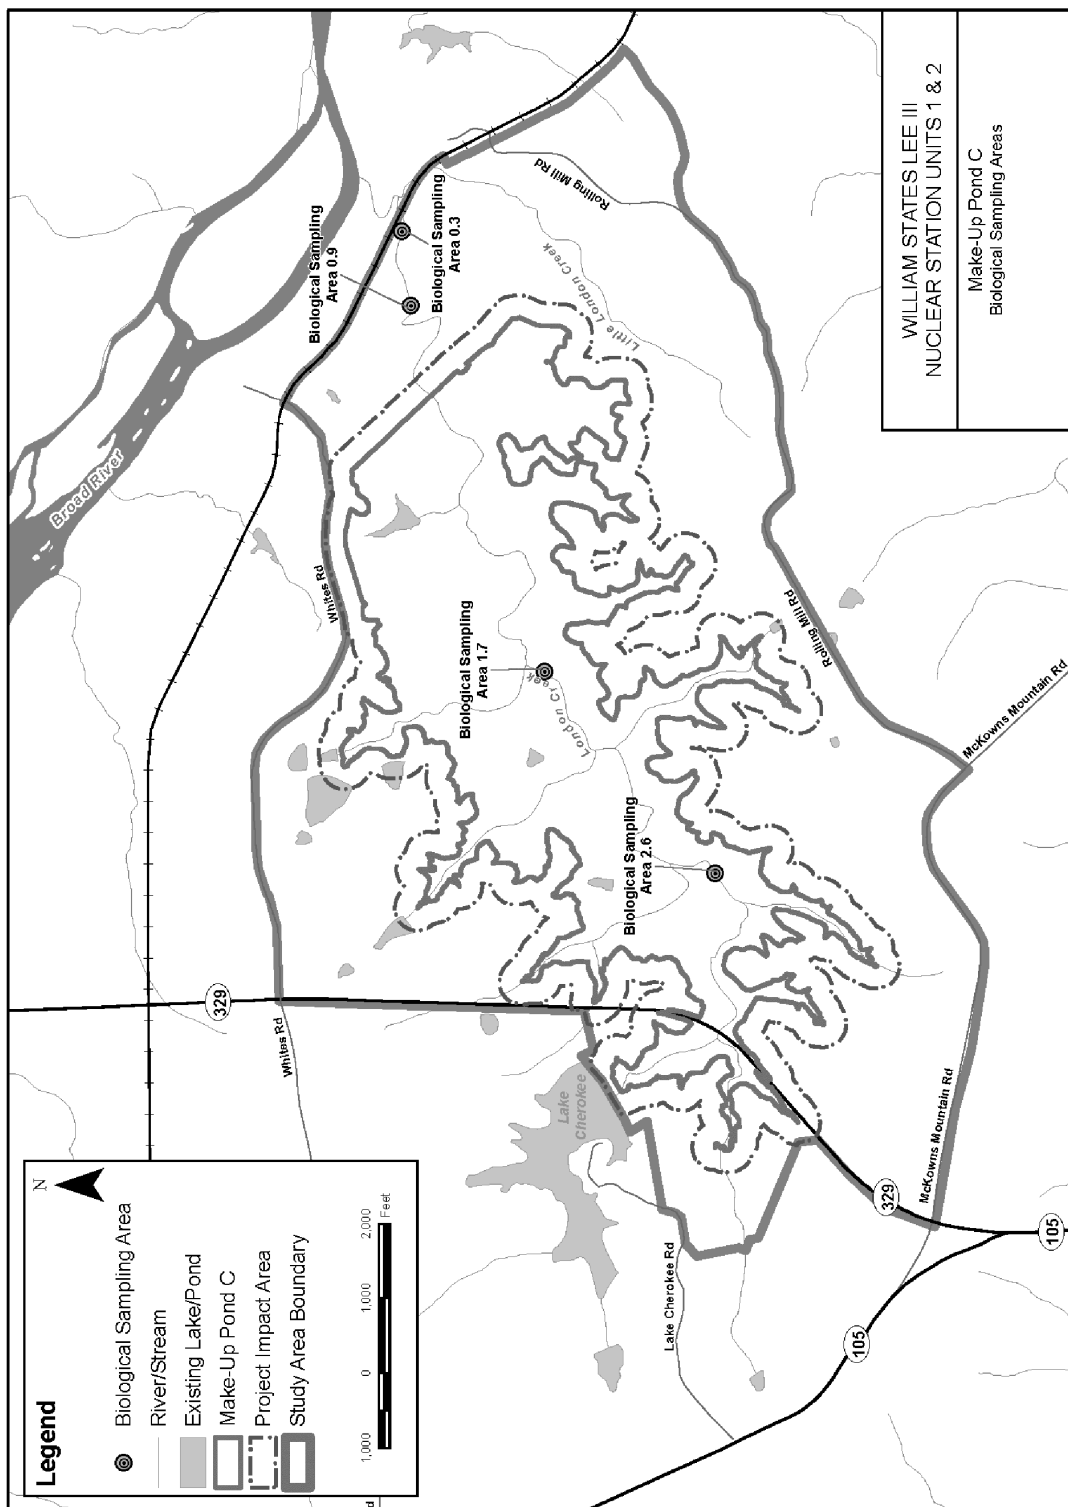 Legend
Biological Sampling Area
River/Stream
Existing Lake/Pond
Make-Up Pond C
Project Impact Area
Study Area Boundary
1,000
0
1,000
2,000
Feet
N
Broad River
Whites Rd
Whites Rd
329
Biological Sampling
Area 0.9
Biological Sampling
Area 0.3
Rolling Mill Rd
Little London Creek
Biological Sampling
Area 1.7
London Creek
Biological Sampling
Area 2.6
Rolling Mill Rd
McKowns Mountain Rd
Lake
Cherokee
Lake Cherokee Rd
McKowns Mountain Rd
329
105
105
WILLIAM STATES LEE III
NUCLEAR STATION UNITS 1 & 2
Make-Up Pond C
Biological Sampling Areas